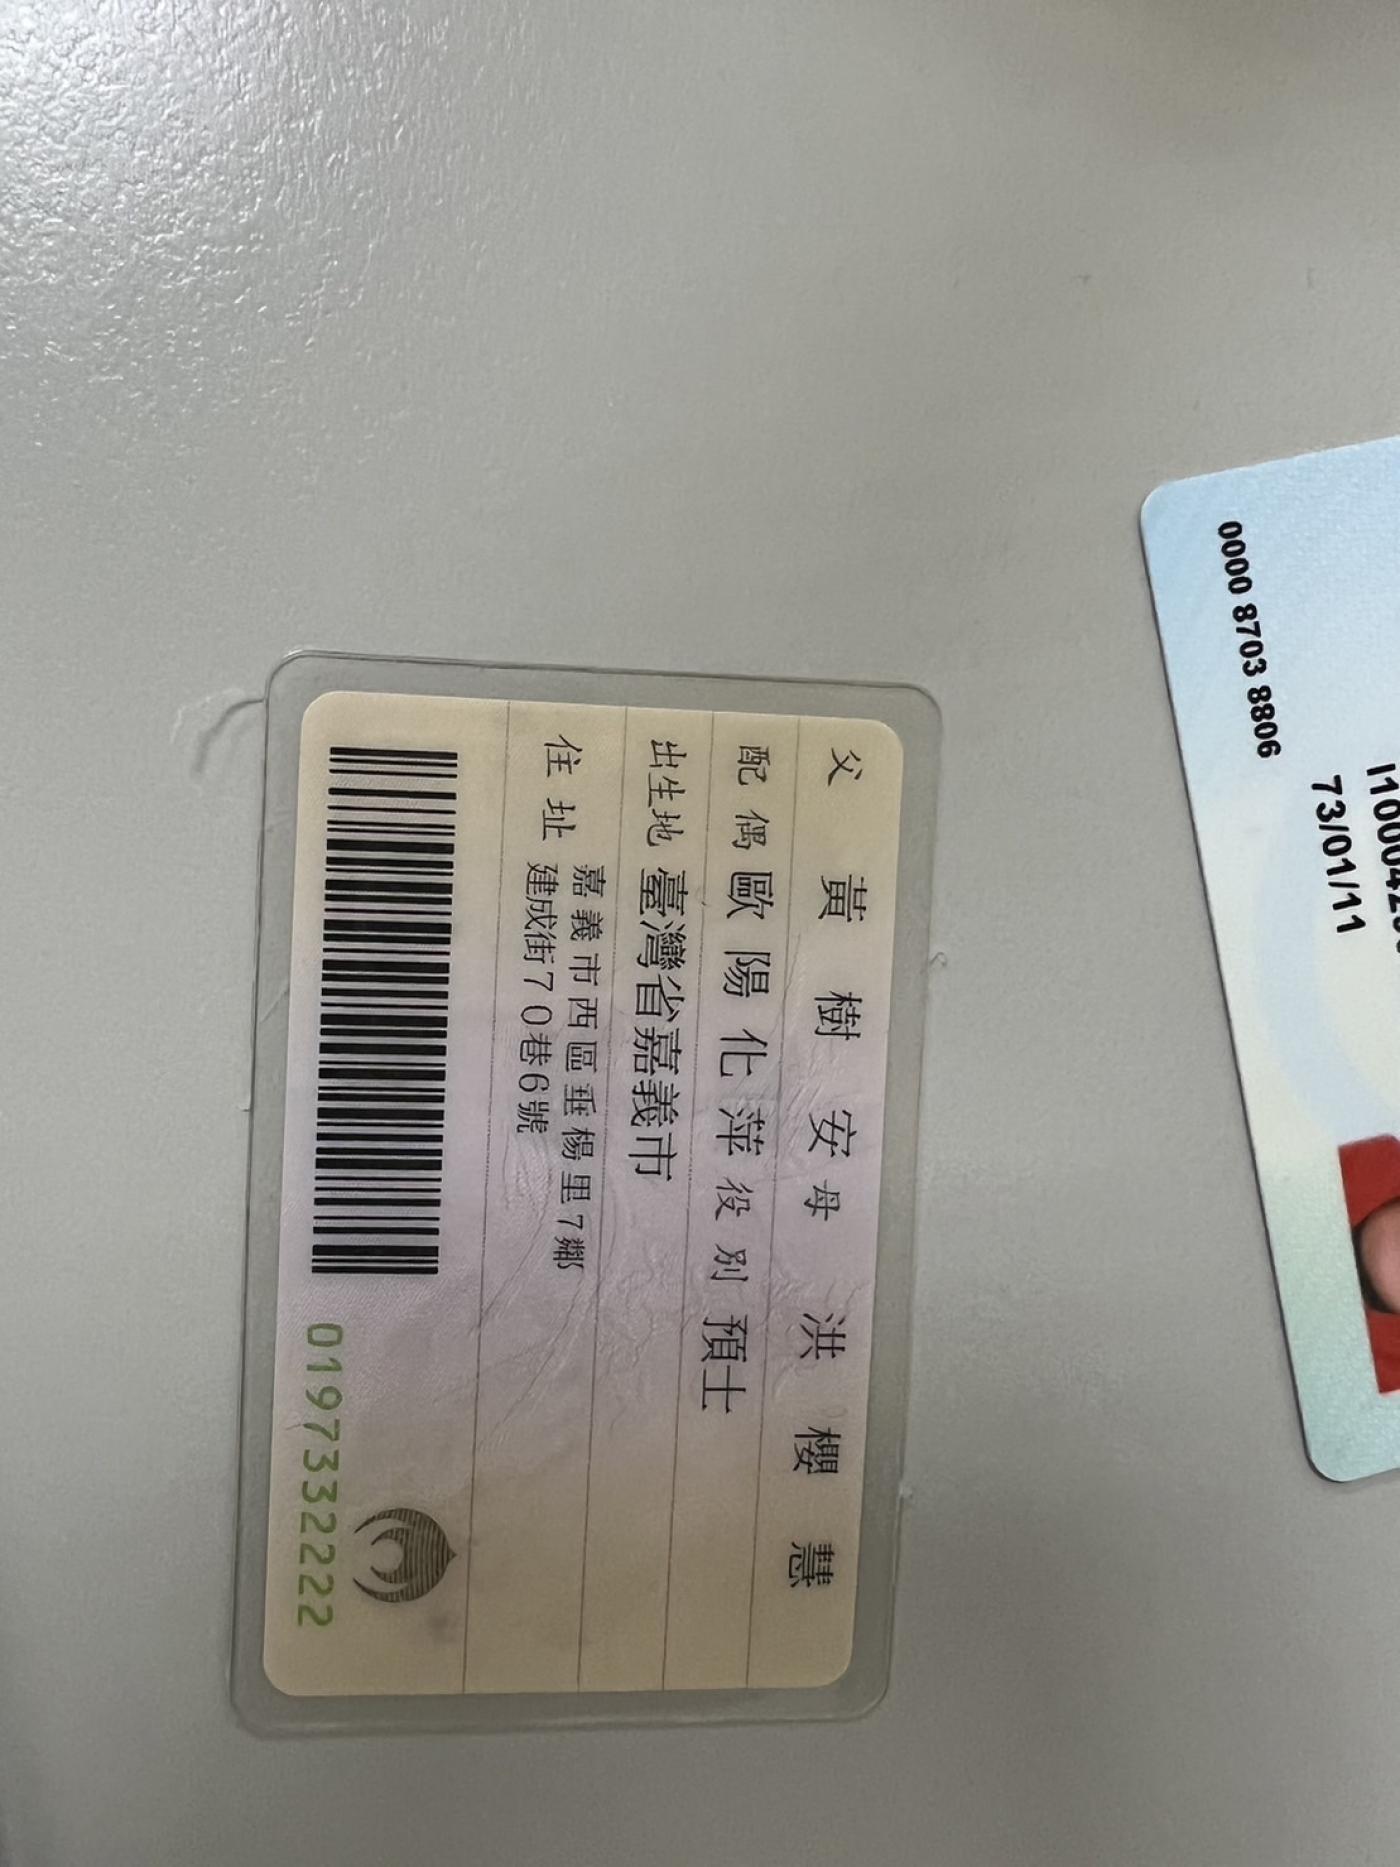 父 黃樹安 母 洪櫻慧
配偶 歐陽化萍 役別 預士
出生地 臺灣省嘉義市
住址 嘉義市西區垂楊里7鄰
建成街70巷6號
0197332222
0000 8703 8806
73/01/11